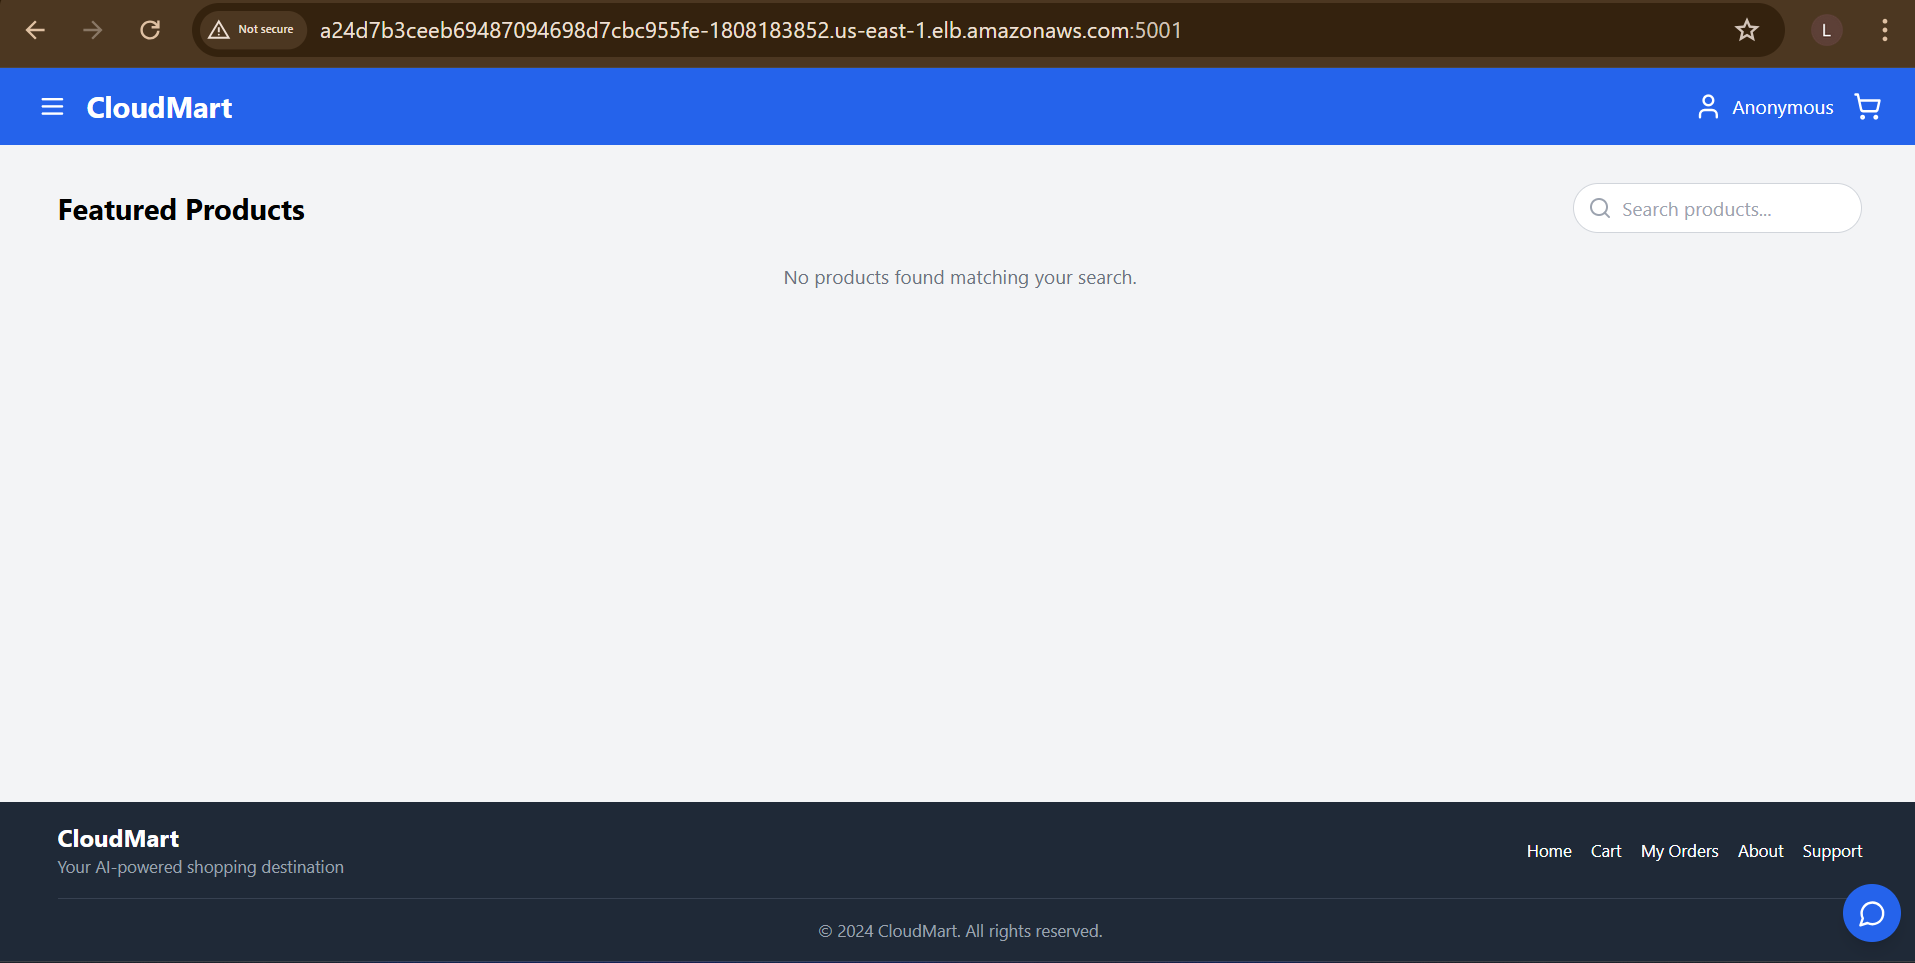 Not secure
a24d7b3ceeb69487094698d7cbc955fe-1808183852.us-east-1.elb.amazonaws.com:5001
L
CloudMart
Anonymous
Featured Products
Search products...
No products found matching your search.
CloudMart
Your AI-powered shopping destination
Home Cart My Orders About Support
© 2024 CloudMart. All rights reserved.